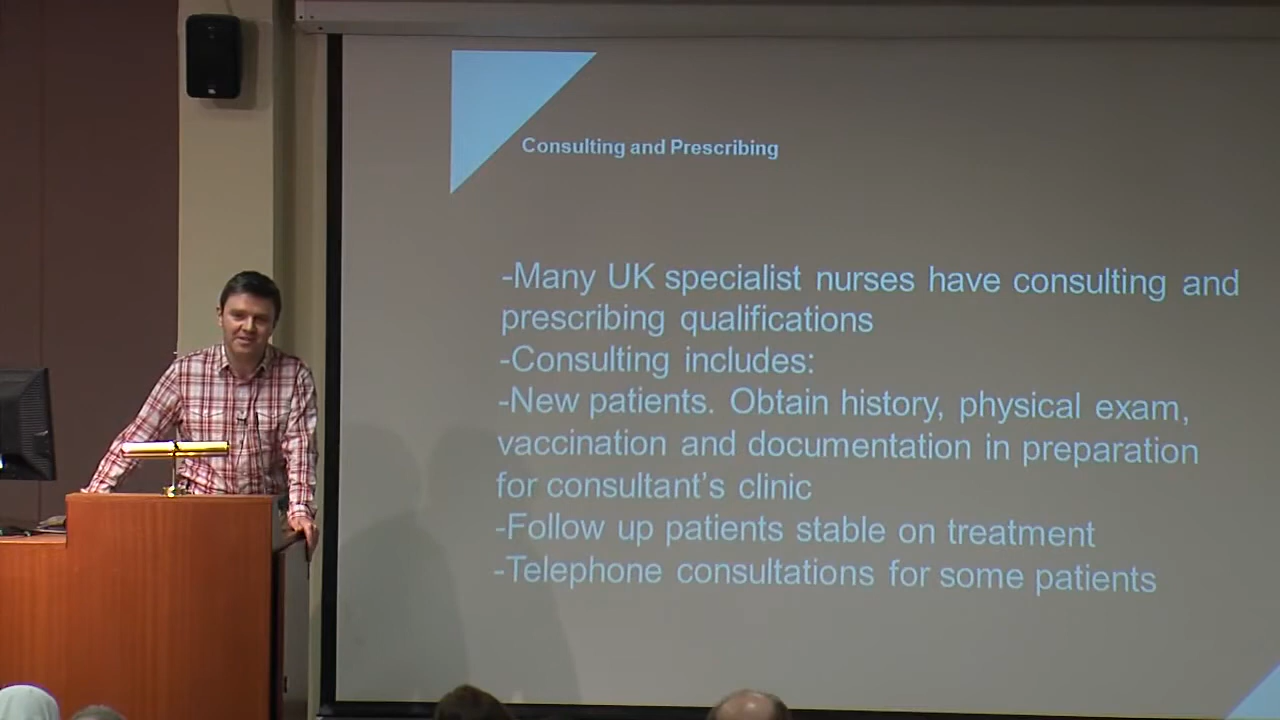 Consulting and Prescribing
-Many UK specialist nurses have consulting and
prescribing qualifications
-Consulting includes:
-New patients. Obtain history, physical exam,
vaccination and documentation in preparation
for consultant's clinic
-Follow up patients stable on treatment
-Telephone consultations for some patients